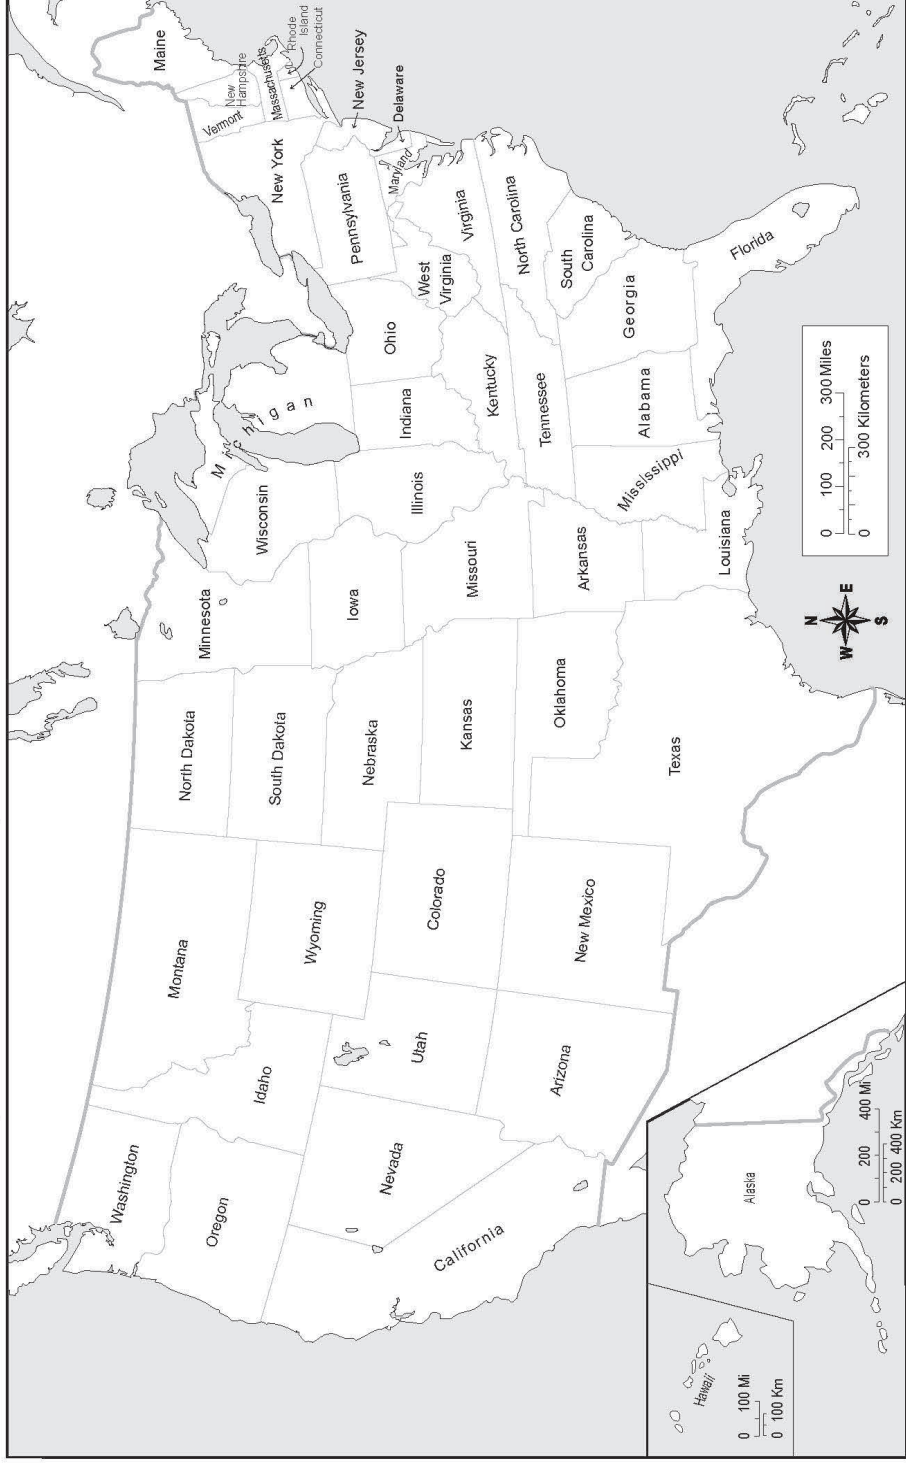 Washington
Oregon
California
Nevada
Idaho
Montana
Wyoming
Utah
Arizona
Colorado
New Mexico
North Dakota
South Dakota
Nebraska
Kansas
Oklahoma
Texas
Minnesota
Iowa
Missouri
Arkansas
Louisiana
Wisconsin
Illinois
Michigan
Indiana
Ohio
Kentucky
Tennessee
Mississippi
Alabama
Georgia
Florida
South
Carolina
North Carolina
Virginia
West
Virginia
Maryland
Delaware
Pennsylvania
New Jersey
New York
Connecticut
Rhode
Island
Massachusetts
Vermont
New
Hampshire
Maine
Alaska
0 200 400 Mi
0 200 400 Km
Hawaii
0 100 Mi
0 100 Km
N
W E
S
0 100 200 300 Miles
0 300 Kilometers